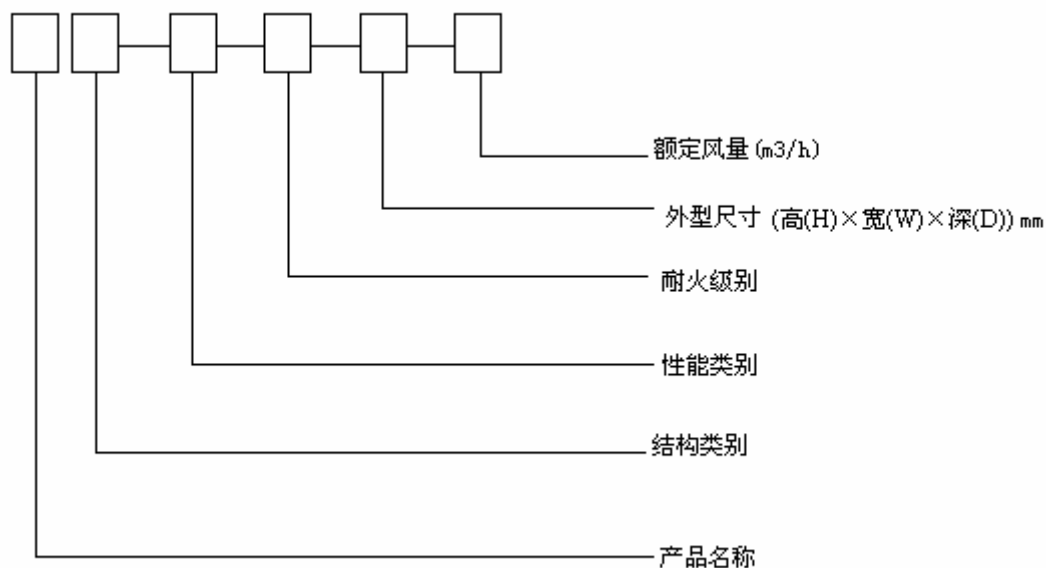 额定风量(m3/h)
外型尺寸 (高(H)×宽(W)×深(D)) mm
耐火级别
性能类别
结构类别
产品名称